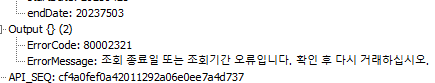 endDate: 20237503
Output {} (2)
ErrorCode: 80002321
ErrorMessage: 조회 종료일 또는 조회기간 오류입니다. 확인 후 다시 거래하십시오.
API_SEQ: cf4a0fef0a42011292a06e0ee7a4d737